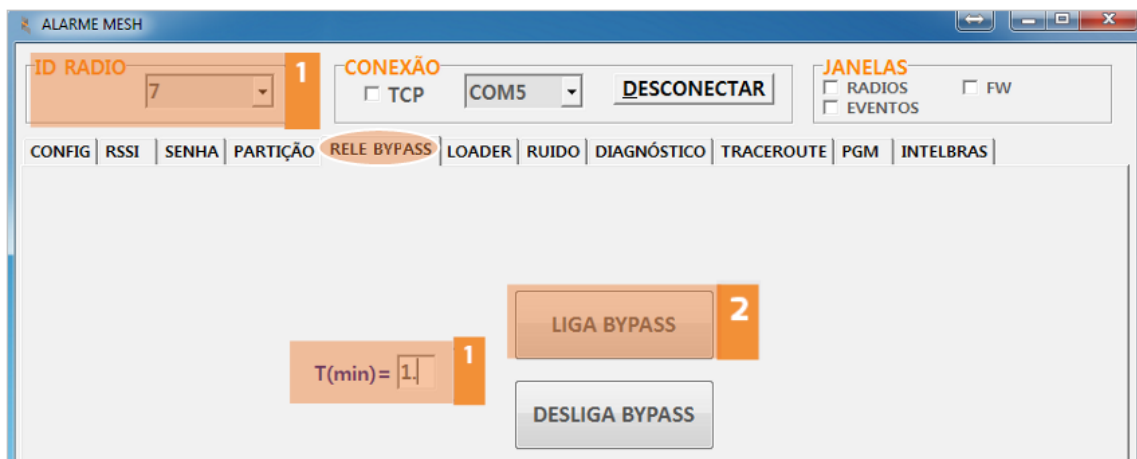 ALARME MESH
ID RADIO
7
1
CONEXÃO
TCP
COM5
DESCONECTAR
JANELAS
RADIOS
FW
EVENTOS
CONFIG RSSI SENHA PARTIÇÃO RELE BYPASS LOADER RUIDO DIAGNÓSTICO TRACEROUTE PGM INTELBRAS
LIGA BYPASS
2
T(min)= 1.
1
DESLIGA BYPASS